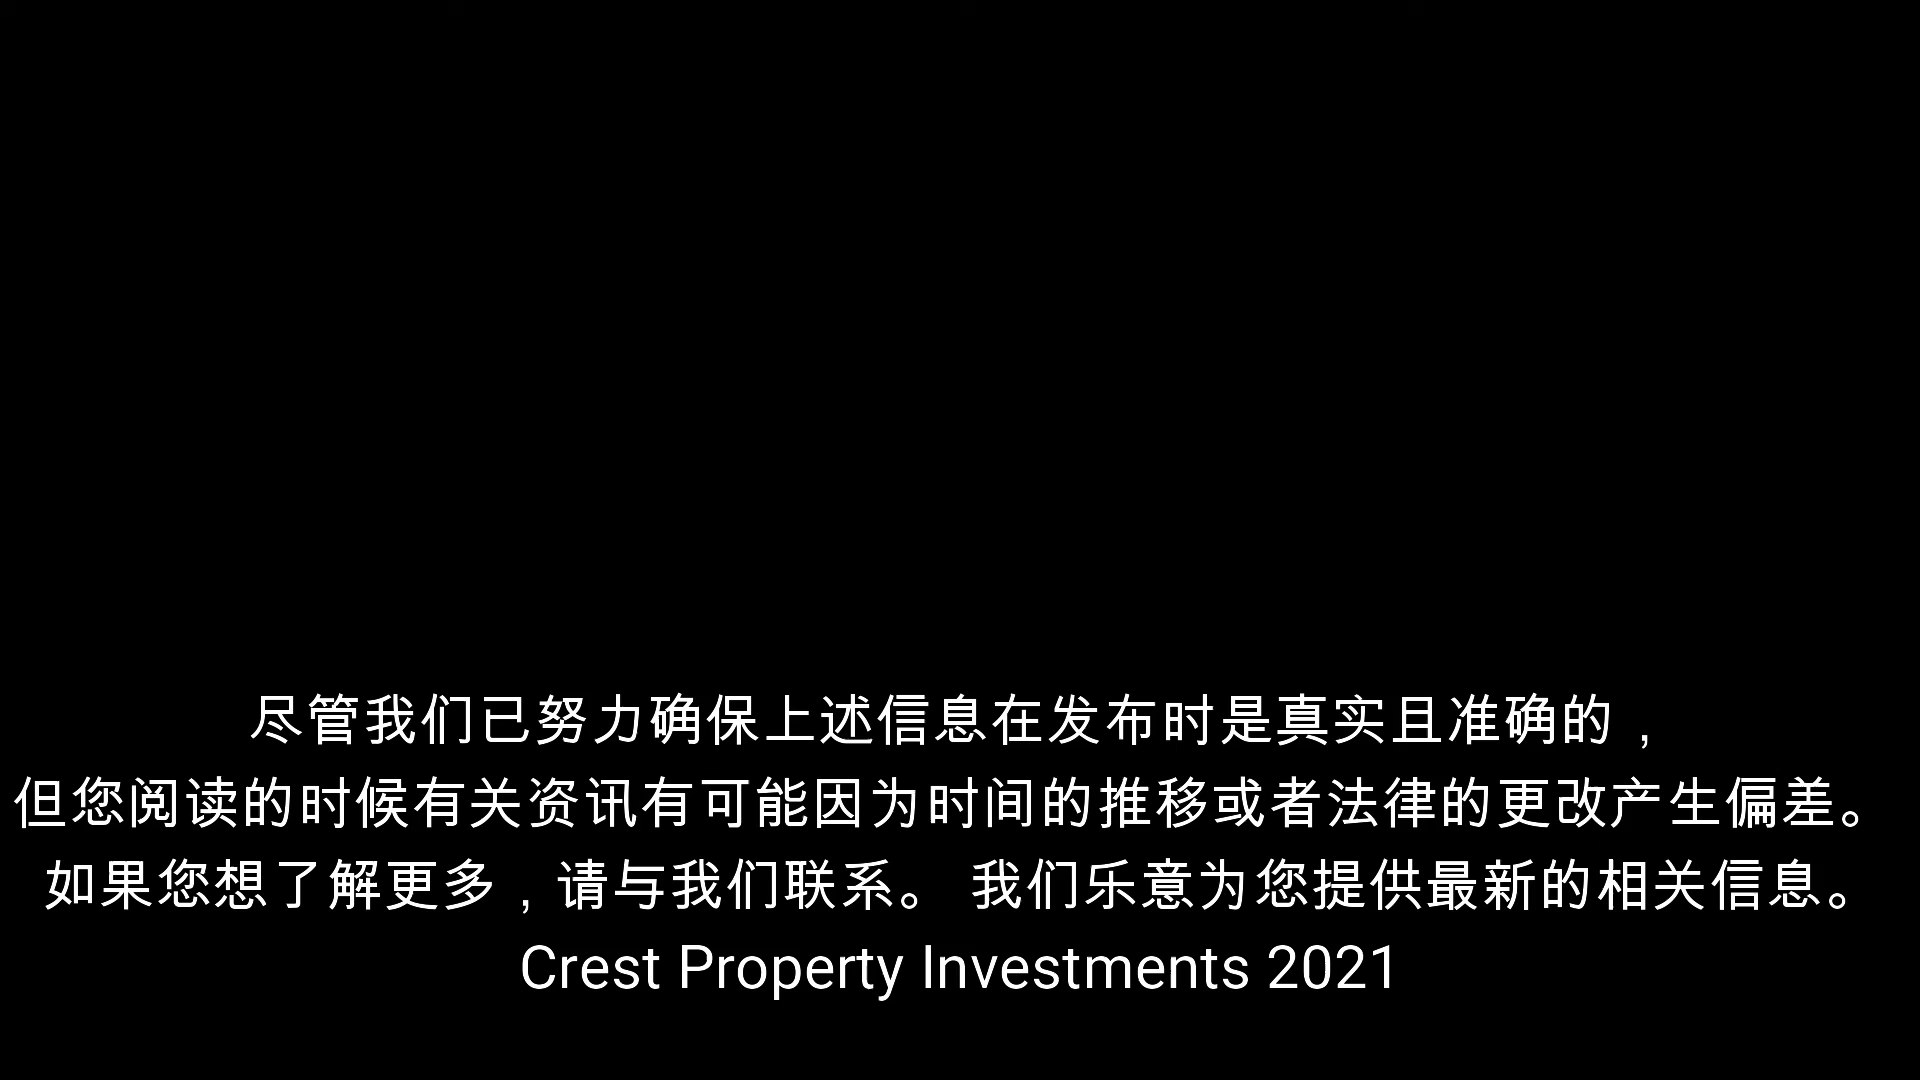 尽管我们已努力确保上述信息在发布时是真实且准确的，
但您阅读的时候有关资讯有可能因为时间的推移或者法律的更改产生偏差。
如果您想了解更多，请与我们联系。 我们乐意为您提供最新的相关信息。
Crest Property Investments 2021